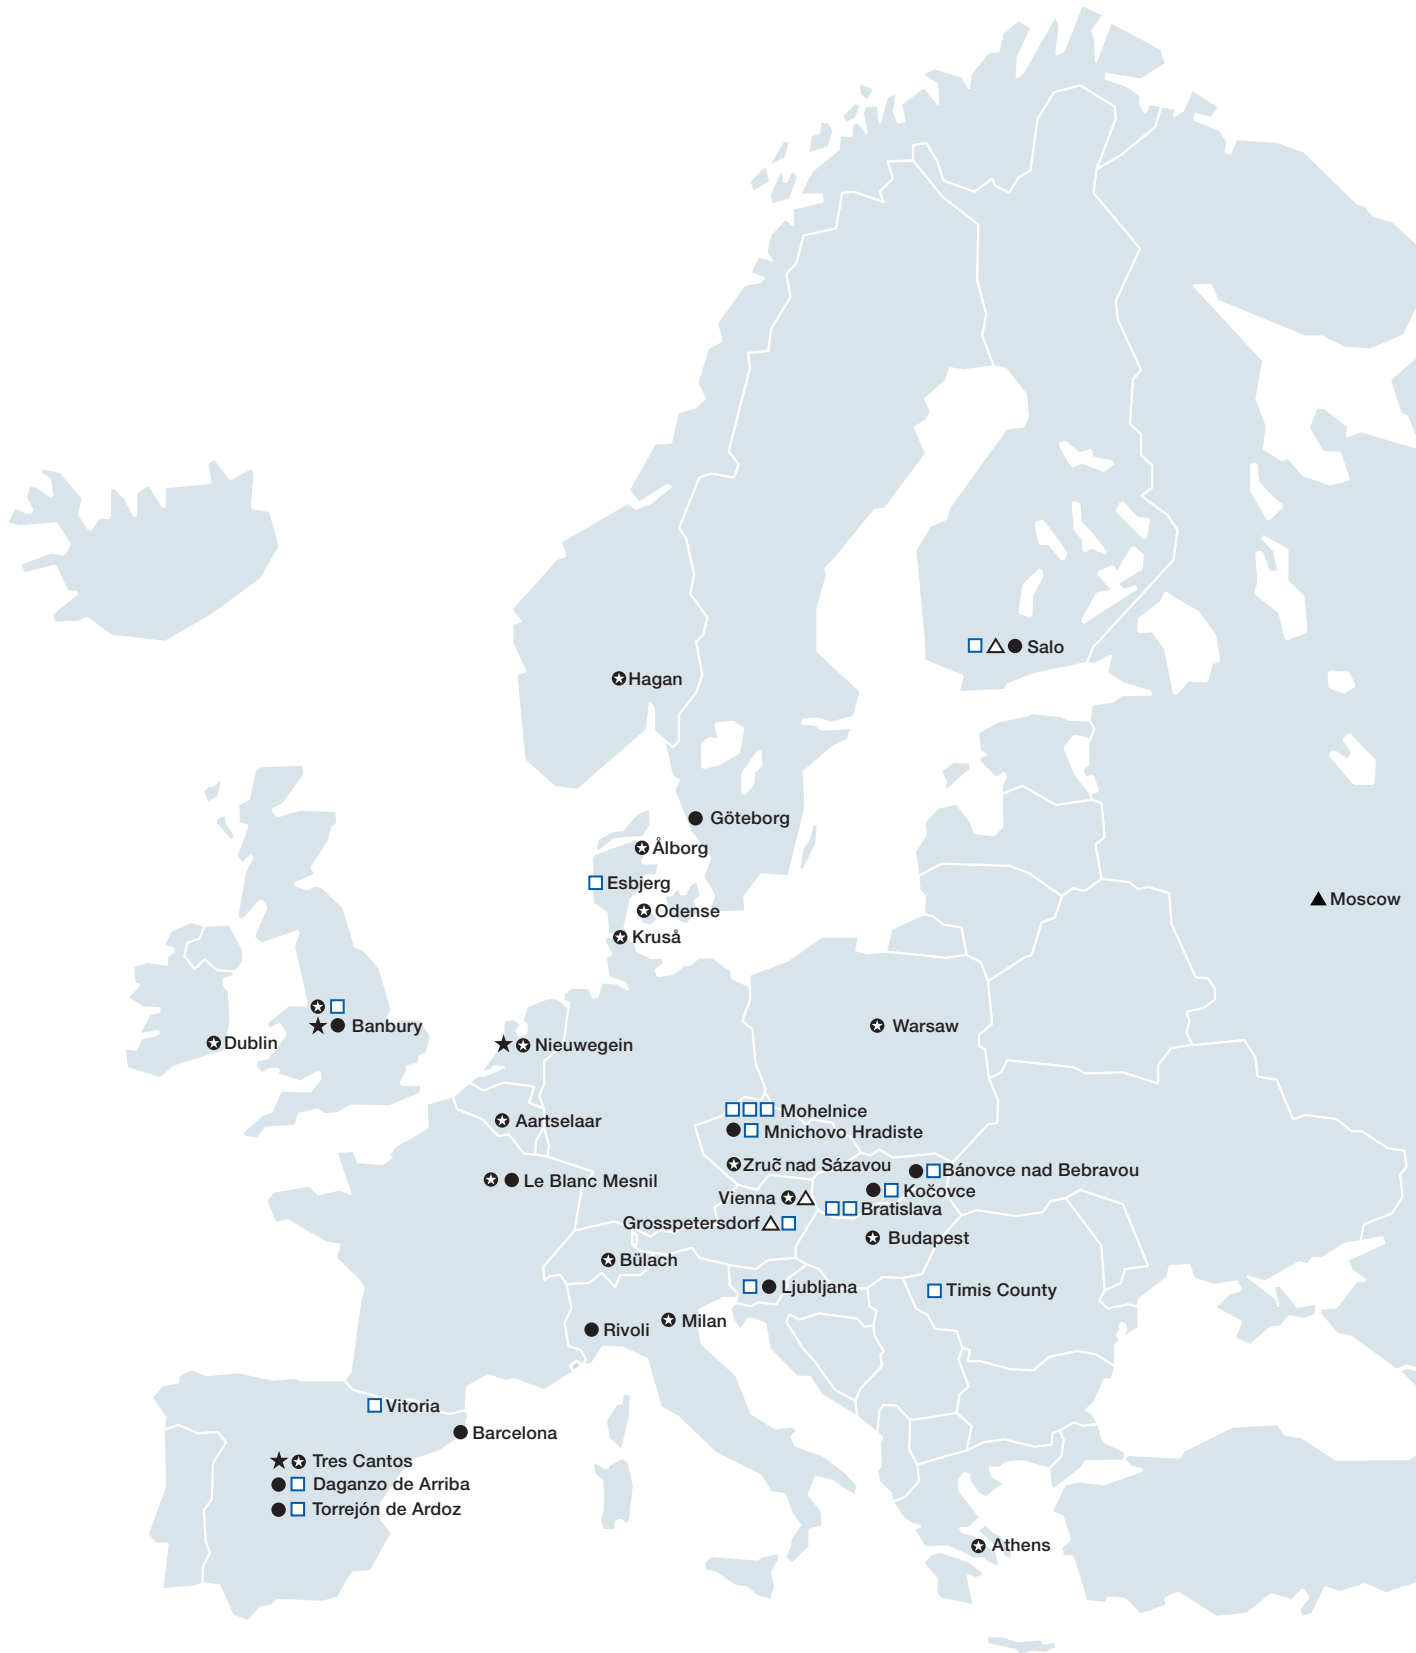 Salo
Hagan
Göteborg
Ålborg
Esbjerg
Moscow
Odense
Kruså
Banbury
Warsaw
Dublin
Nieuwegein
Mohelnice
Aartselaar
Mnichovo Hradiste
Zruč nad Sázavou
Bánovce nad Bebravou
Le Blanc Mesnil
Kočovce
Vienna
Bratislava
Grosspetersdorf
Budapest
Bülach
Ljubljana
Timis County
Milan
Rivoli
Vitoria
Barcelona
Tres Cantos
Daganzo de Arriba
Torrejón de Ardoz
Athens